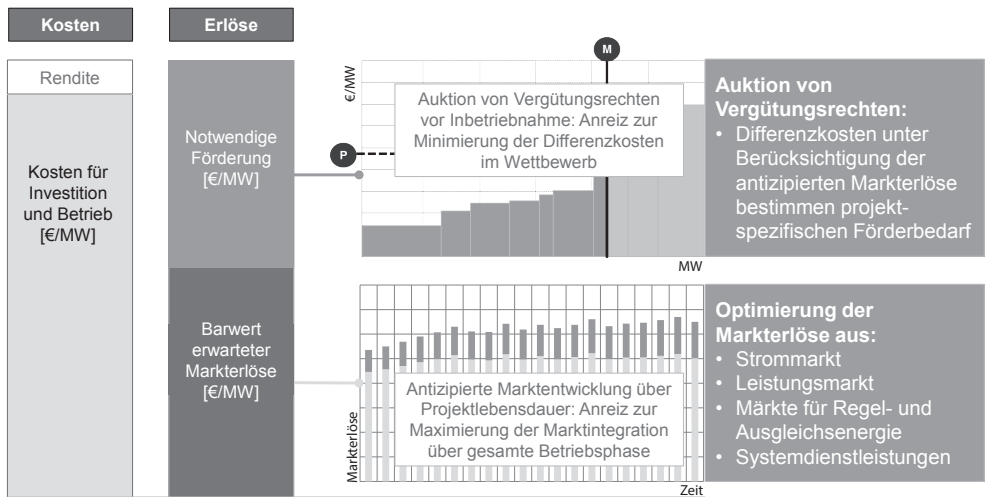 Kosten
Erlöse
Rendite
Kosten für
Investition
und Betrieb
[€/MW]
Notwendige
Förderung
[€/MW]
Barwert
erwarteter
Markterlöse
[€/MW]
€/MW
M
P
Auktion von Vergütungsrechten
vor Inbetriebnahme: Anreiz zur
Minimierung der Differenzkosten
im Wettbewerb
MW
Auktion von
Vergütungsrechten:
• Differenzkosten unter
Berücksichtigung der
antizipierten Markterlöse
bestimmen projekt-
spezifischen Förderbedarf
Markterlöse
Antizipierte Marktentwicklung über
Projektlebensdauer: Anreiz zur
Maximierung der Marktintegration
über gesamte Betriebsphase
Zeit
Optimierung der
Markterlöse aus:
• Strommarkt
• Leistungsmarkt
• Märkte für Regel- und
Ausgleichsenergie
• Systemdienstleistungen